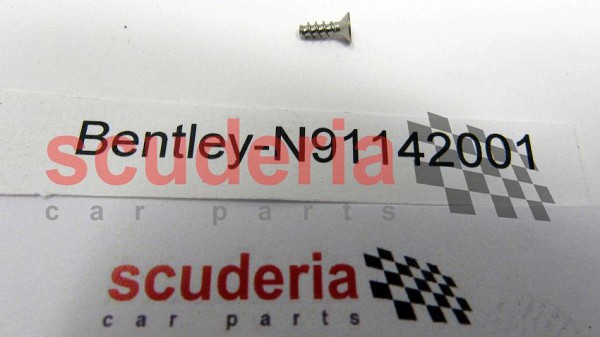 Bentley-N91142001
scuderia
car parts
scuderia
car parts